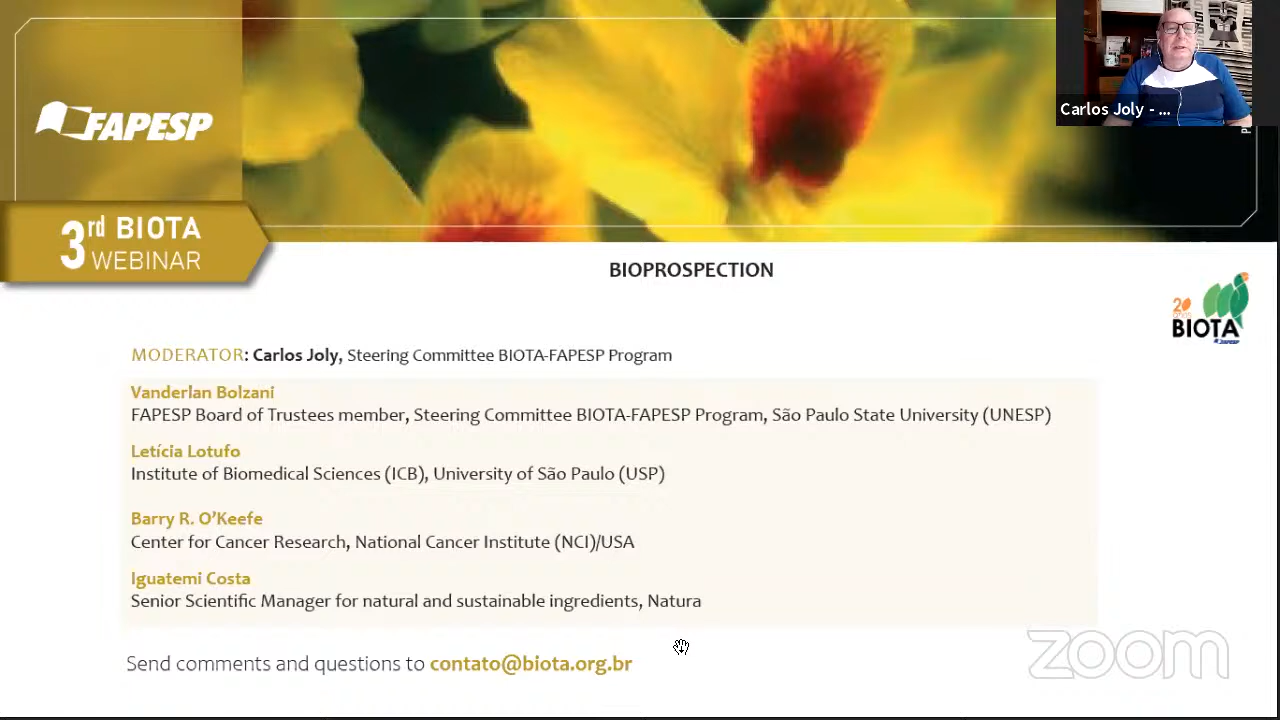 FAPESP
3rd BIOTA
WEBINAR
Carlos Joly - ...
BIOPROSPECTION
20
anos
BIOTA
FAPESP
MODERATOR: Carlos Joly, Steering Committee BIOTA-FAPESP Program
Vanderlan Bolzani
FAPESP Board of Trustees member, Steering Committee BIOTA-FAPESP Program, São Paulo State University (UNESP)
Letícia Lotufo
Institute of Biomedical Sciences (ICB), University of São Paulo (USP)
Barry R. O’Keefe
Center for Cancer Research, National Cancer Institute (NCI)/USA
Iguatemi Costa
Senior Scientific Manager for natural and sustainable ingredients, Natura
Send comments and questions to contato@biota.org.br
zoom